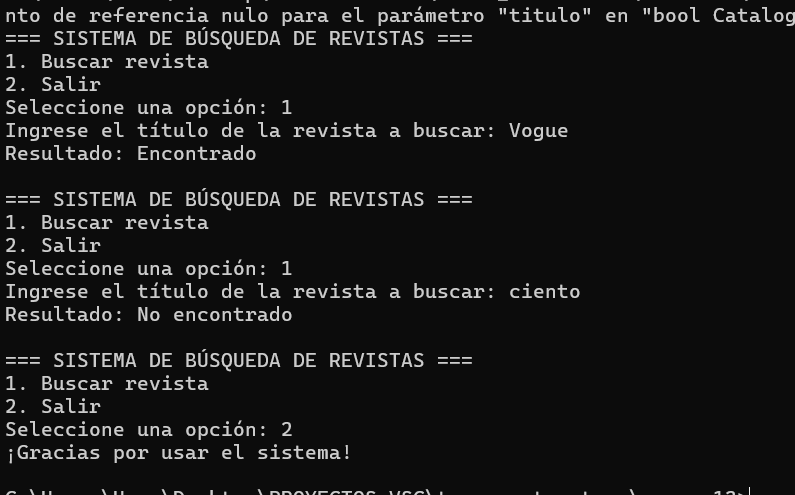 nto de referencia nulo para el parámetro "titulo" en "bool Catalog
=== SISTEMA DE BÚSQUEDA DE REVISTAS ===
1. Buscar revista
2. Salir
Seleccione una opción: 1
Ingrese el título de la revista a buscar: Vogue
Resultado: Encontrado
=== SISTEMA DE BÚSQUEDA DE REVISTAS ===
1. Buscar revista
2. Salir
Seleccione una opción: 1
Ingrese el título de la revista a buscar: ciento
Resultado: No encontrado
=== SISTEMA DE BÚSQUEDA DE REVISTAS ===
1. Buscar revista
2. Salir
Seleccione una opción: 2
¡Gracias por usar el sistema!